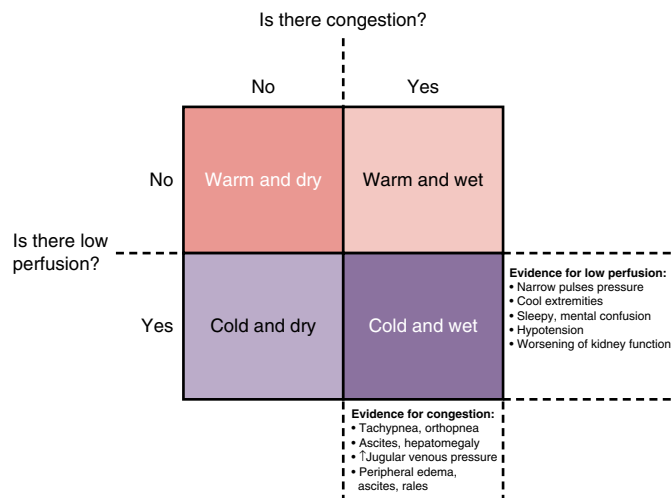 Is there congestion?
No
Yes
No
Warm and dry
Warm and wet
Is there low
perfusion?
Yes
Cold and dry
Cold and wet
Evidence for low perfusion:
• Narrow pulses pressure
• Cool extremities
• Sleepy, mental confusion
• Hypotension
• Worsening of kidney function
Evidence for congestion:
• Tachypnea, orthopnea
• Ascites, hepatomegaly
• ↑Jugular venous pressure
• Peripheral edema,
ascites, rales